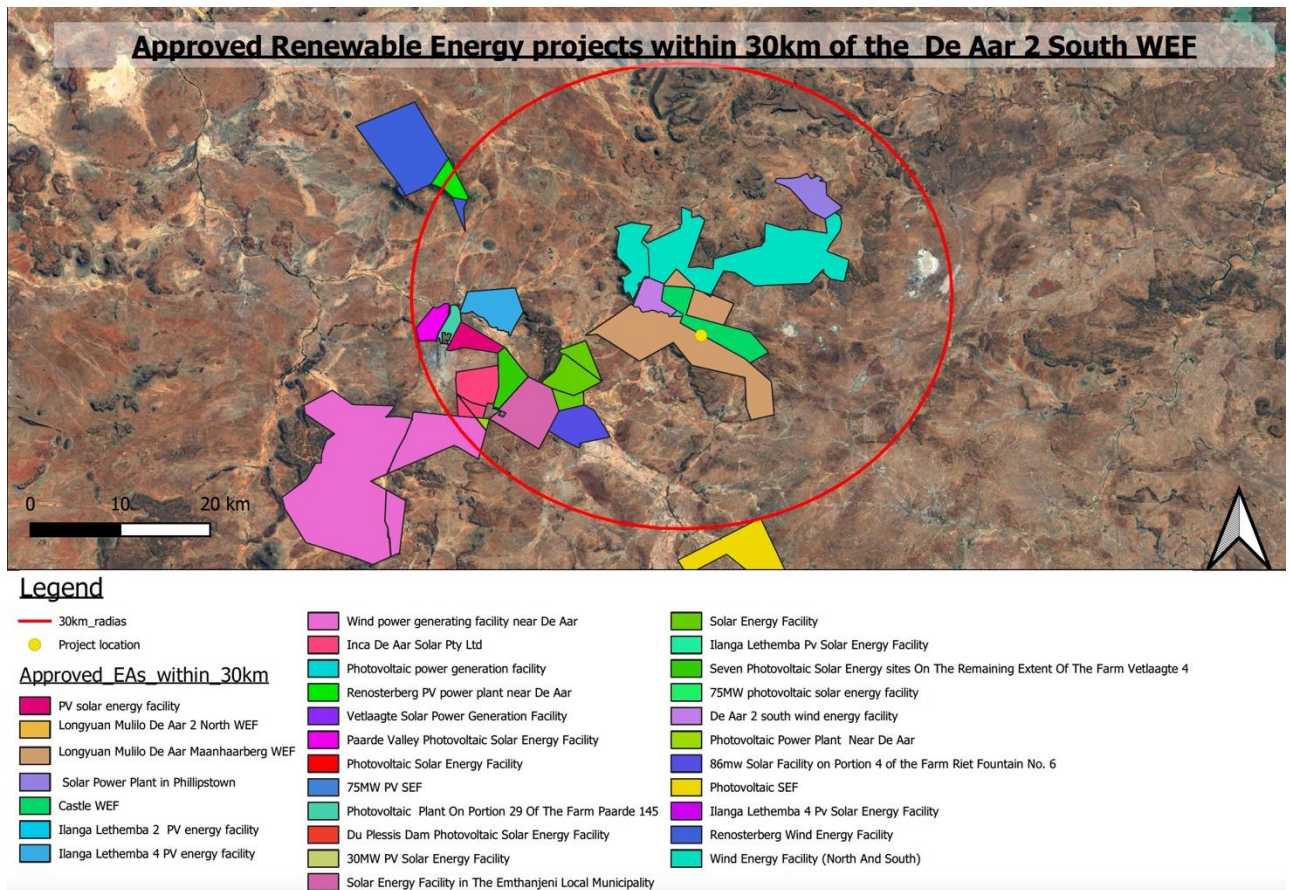 Approved Renewable Energy projects within 30km of the De Aar 2 South WEF
0 10 20 km
Legend
30km_radias
Project location
Approved_EAs_within_30km
PV solar energy facility
Longyuan Mulilo De Aar 2 North WEF
Longyuan Mulilo De Aar Maanhaarberg WEF
Solar Power Plant in Phillipstown
Castle WEF
Ilanga Lethemba 2 PV energy facility
Ilanga Lethemba 4 PV energy facility
Wind power generating facility near De Aar
Inca De Aar Solar Pty Ltd
Photovoltaic power generation facility
Renosterberg PV power plant near De Aar
Vetlaagte Solar Power Generation Facility
Paarde Valley Photovoltaic Solar Energy Facility
Photovoltaic Solar Energy Facility
75MW PV SEF
Photovoltaic Plant On Portion 29 Of The Farm Paarde 145
Du Plessis Dam Photovoltaic Solar Energy Facility
30MW PV Solar Energy Facility
Solar Energy Facility in The Emthanjeni Local Municipality
Solar Energy Facility
Ilanga Lethemba Pv Solar Energy Facility
Seven Photovoltaic Solar Energy sites On The Remaining Extent Of The Farm Vetlaagte 4
75MW photovoltaic solar energy facility
De Aar 2 south wind energy facility
Photovoltaic Power Plant Near De Aar
86mw Solar Facility on Portion 4 of the Farm Riet Fountain No. 6
Photovoltaic SEF
Ilanga Lethemba 4 Pv Solar Energy Facility
Renosterberg Wind Energy Facility
Wind Energy Facility (North And South)